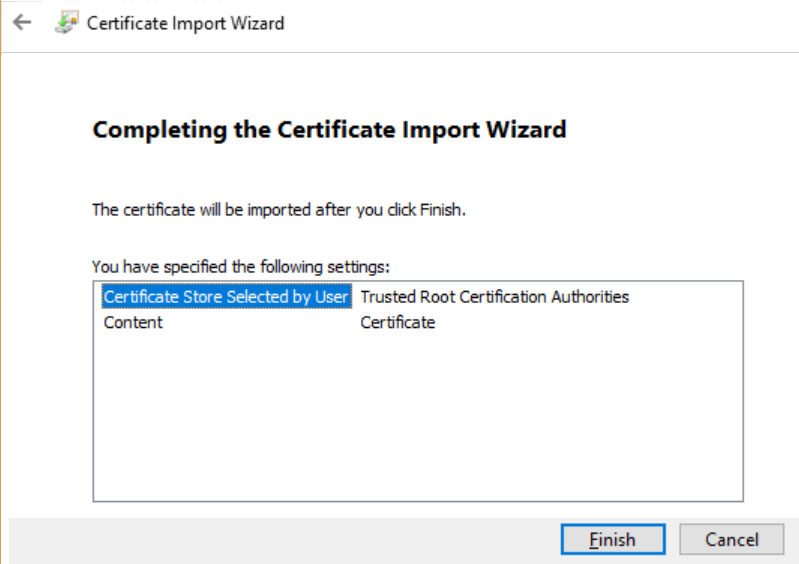 Certificate Import Wizard
Completing the Certificate Import Wizard
The certificate will be imported after you click Finish.
You have specified the following settings:
Certificate Store Selected by User Trusted Root Certification Authorities
Content Certificate
Finish Cancel